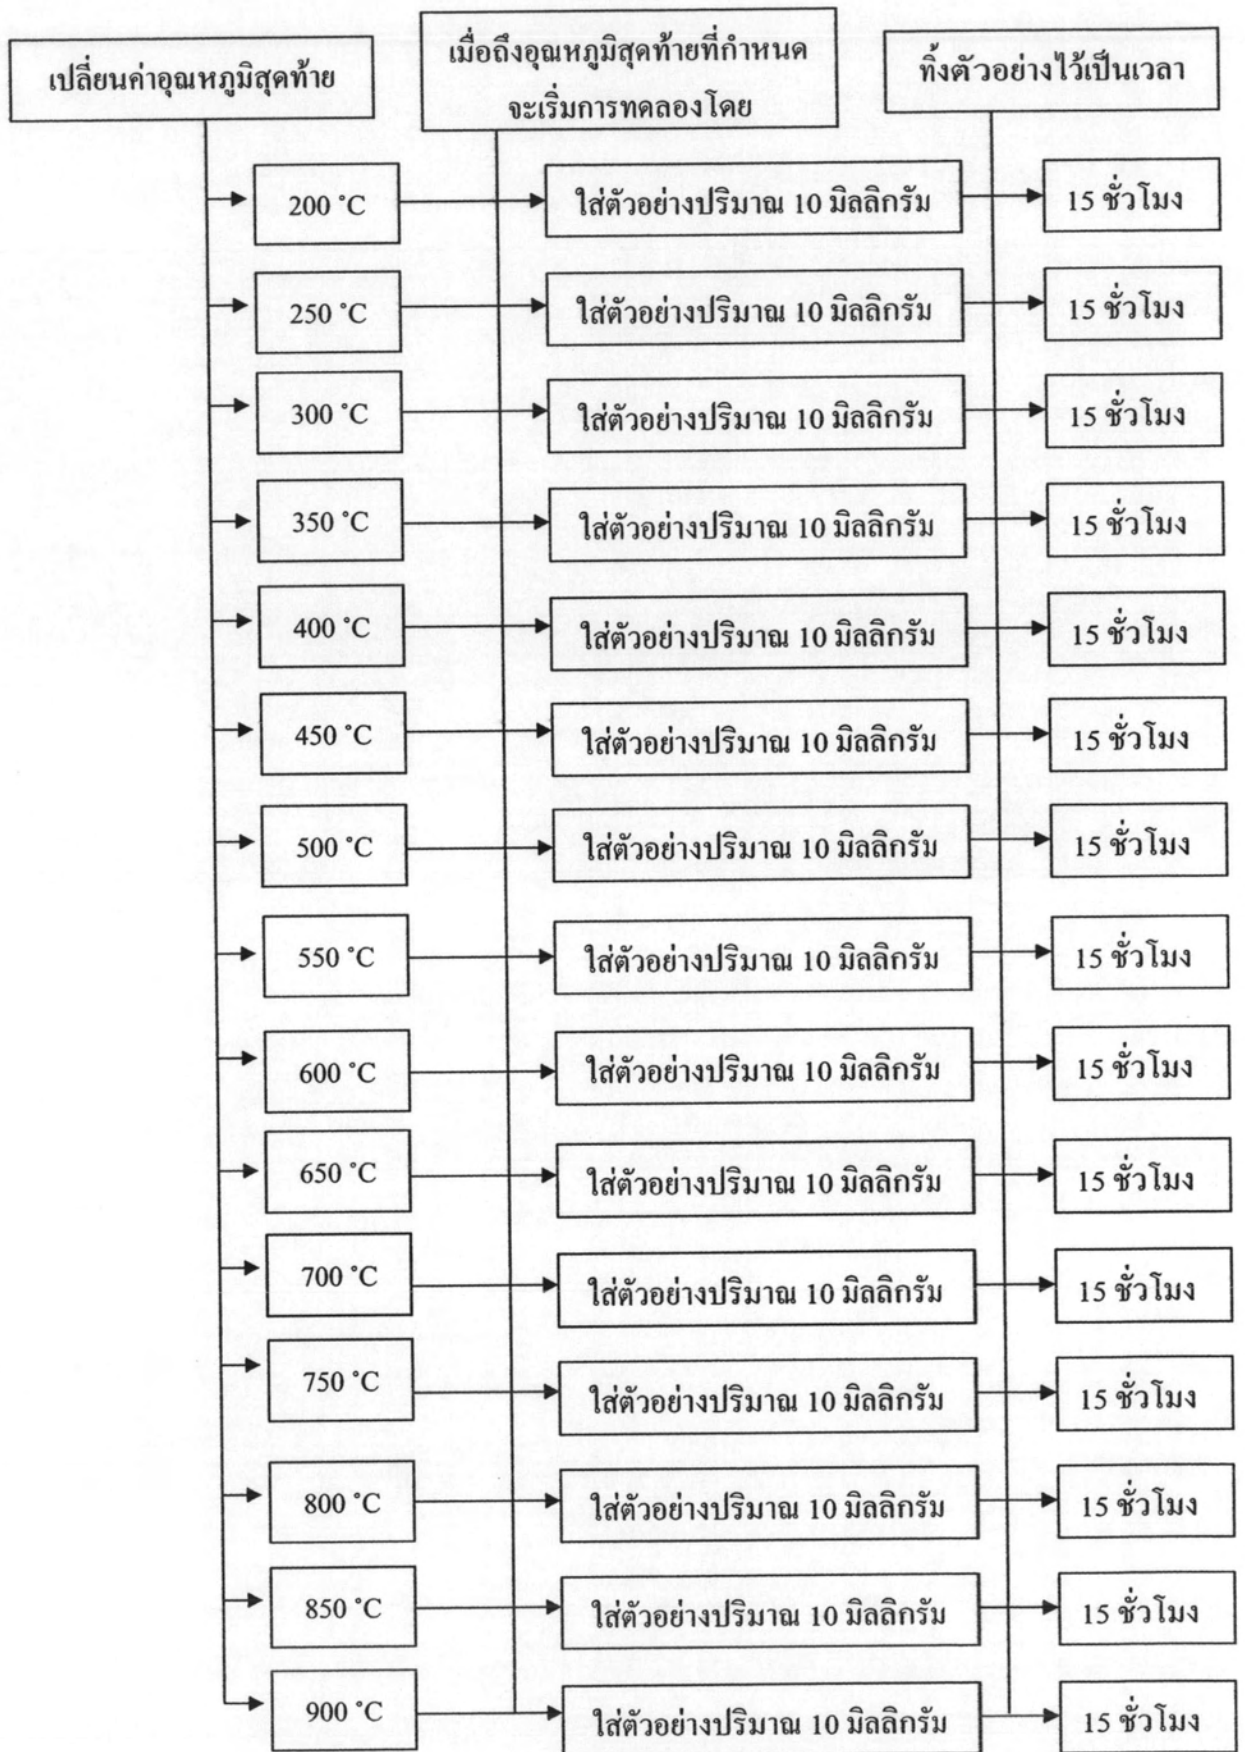 เปลี่ยนค่าอุณหภูมิสุดท้าย
เมื่อถึงอุณหภูมิสุดท้ายที่กำหนด
จะเริ่มการทดลองโดย
ทิ้งตัวอย่างไว้เป็นเวลา
200 °C ใส่ตัวอย่างปริมาณ 10 มิลลิกรัม 15 ชั่วโมง
250 °C ใส่ตัวอย่างปริมาณ 10 มิลลิกรัม 15 ชั่วโมง
300 °C ใส่ตัวอย่างปริมาณ 10 มิลลิกรัม 15 ชั่วโมง
350 °C ใส่ตัวอย่างปริมาณ 10 มิลลิกรัม 15 ชั่วโมง
400 °C ใส่ตัวอย่างปริมาณ 10 มิลลิกรัม 15 ชั่วโมง
450 °C ใส่ตัวอย่างปริมาณ 10 มิลลิกรัม 15 ชั่วโมง
500 °C ใส่ตัวอย่างปริมาณ 10 มิลลิกรัม 15 ชั่วโมง
550 °C ใส่ตัวอย่างปริมาณ 10 มิลลิกรัม 15 ชั่วโมง
600 °C ใส่ตัวอย่างปริมาณ 10 มิลลิกรัม 15 ชั่วโมง
650 °C ใส่ตัวอย่างปริมาณ 10 มิลลิกรัม 15 ชั่วโมง
700 °C ใส่ตัวอย่างปริมาณ 10 มิลลิกรัม 15 ชั่วโมง
750 °C ใส่ตัวอย่างปริมาณ 10 มิลลิกรัม 15 ชั่วโมง
800 °C ใส่ตัวอย่างปริมาณ 10 มิลลิกรัม 15 ชั่วโมง
850 °C ใส่ตัวอย่างปริมาณ 10 มิลลิกรัม 15 ชั่วโมง
900 °C ใส่ตัวอย่างปริมาณ 10 มิลลิกรัม 15 ชั่วโมง